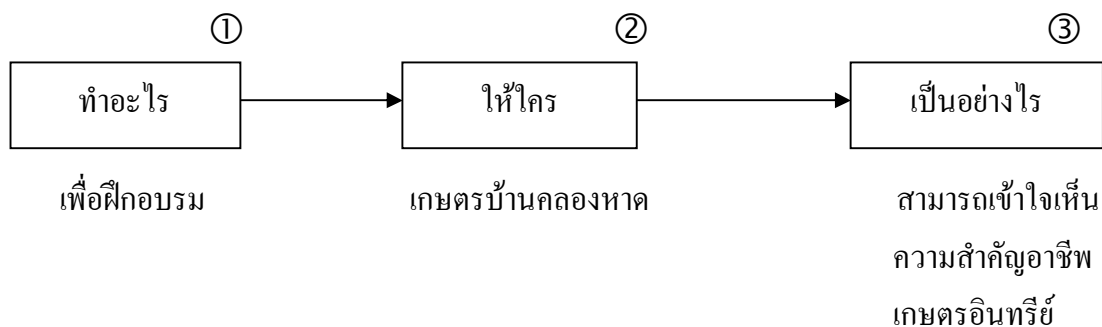 ① ② ③
ทำอะไร ให้ใคร เป็นอย่างไร
เพื่อฝึกอบรม เกษตรบ้านคลองหาด สามารถเข้าใจเห็น
ความสำคัญอาชีพ
เกษตรอินทรีย์